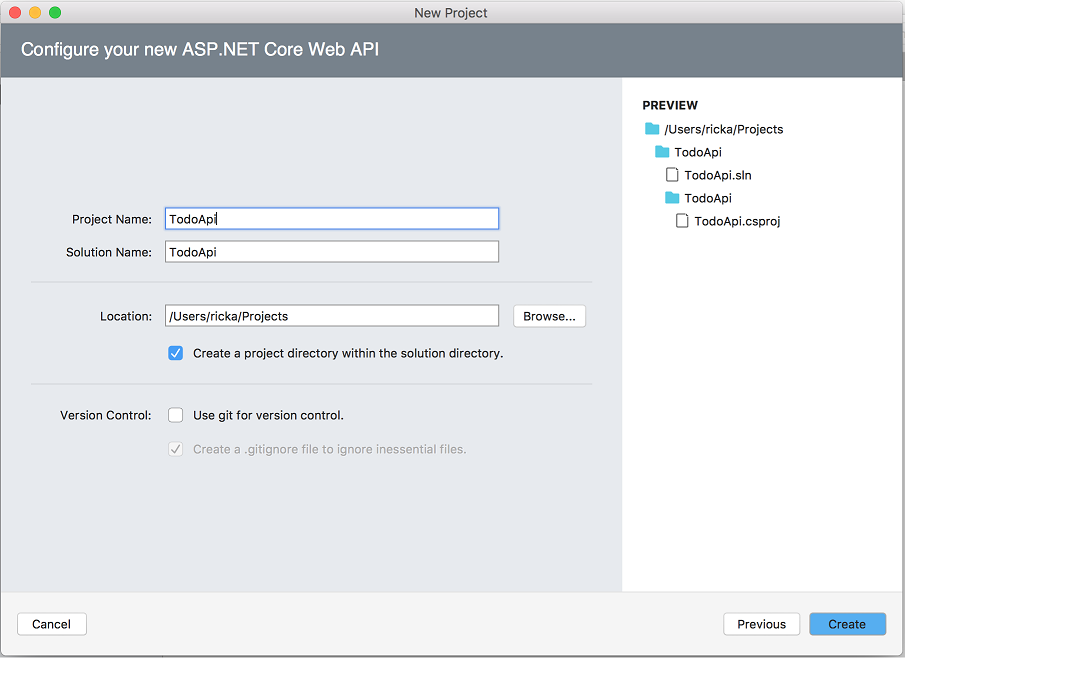 New Project
Configure your new ASP.NET Core Web API
Project Name: TodoApi
Solution Name: TodoApi
Location: /Users/ricka/Projects Browse...
Create a project directory within the solution directory.
Version Control: Use git for version control.
Create a .gitignore file to ignore inessential files.
PREVIEW
/Users/ricka/Projects
TodoApi
TodoApi.sln
TodoApi
TodoApi.csproj
Cancel Previous Create